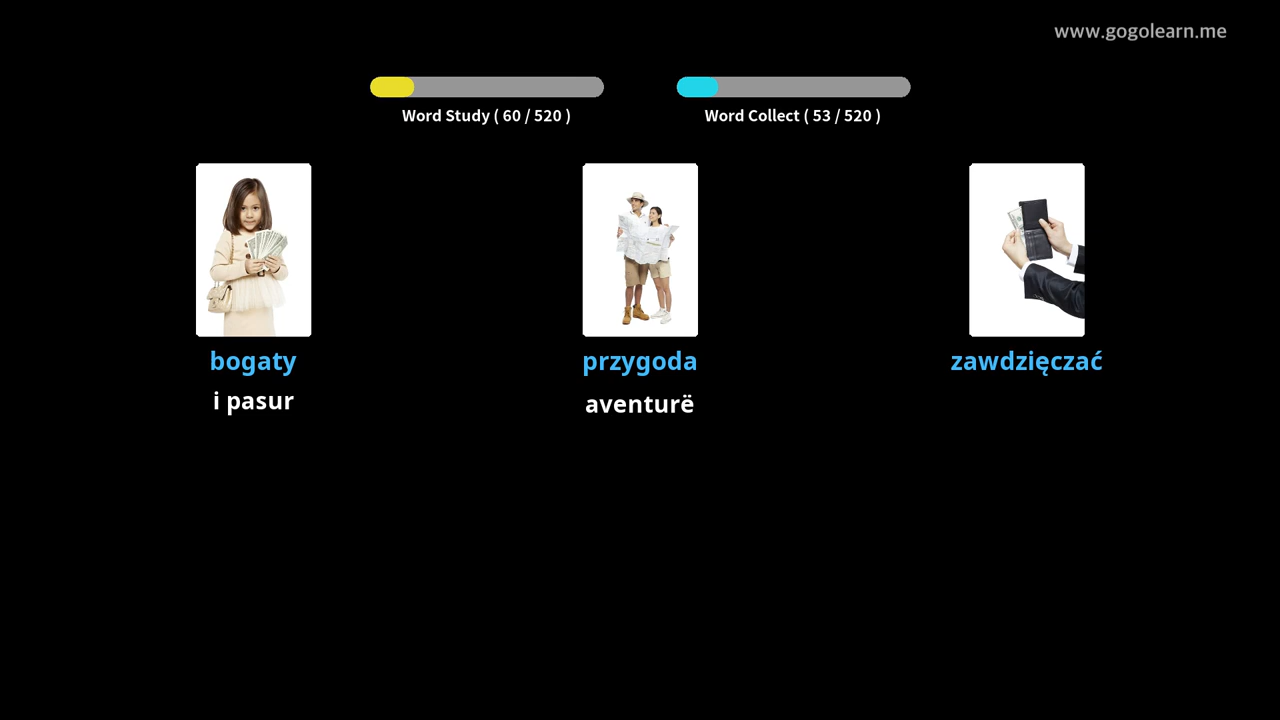 www.gogolearn.me
Word Study ( 60 / 520 )
Word Collect ( 53 / 520 )
bogaty
i pasur
przygoda
aventurë
zawdzięczać